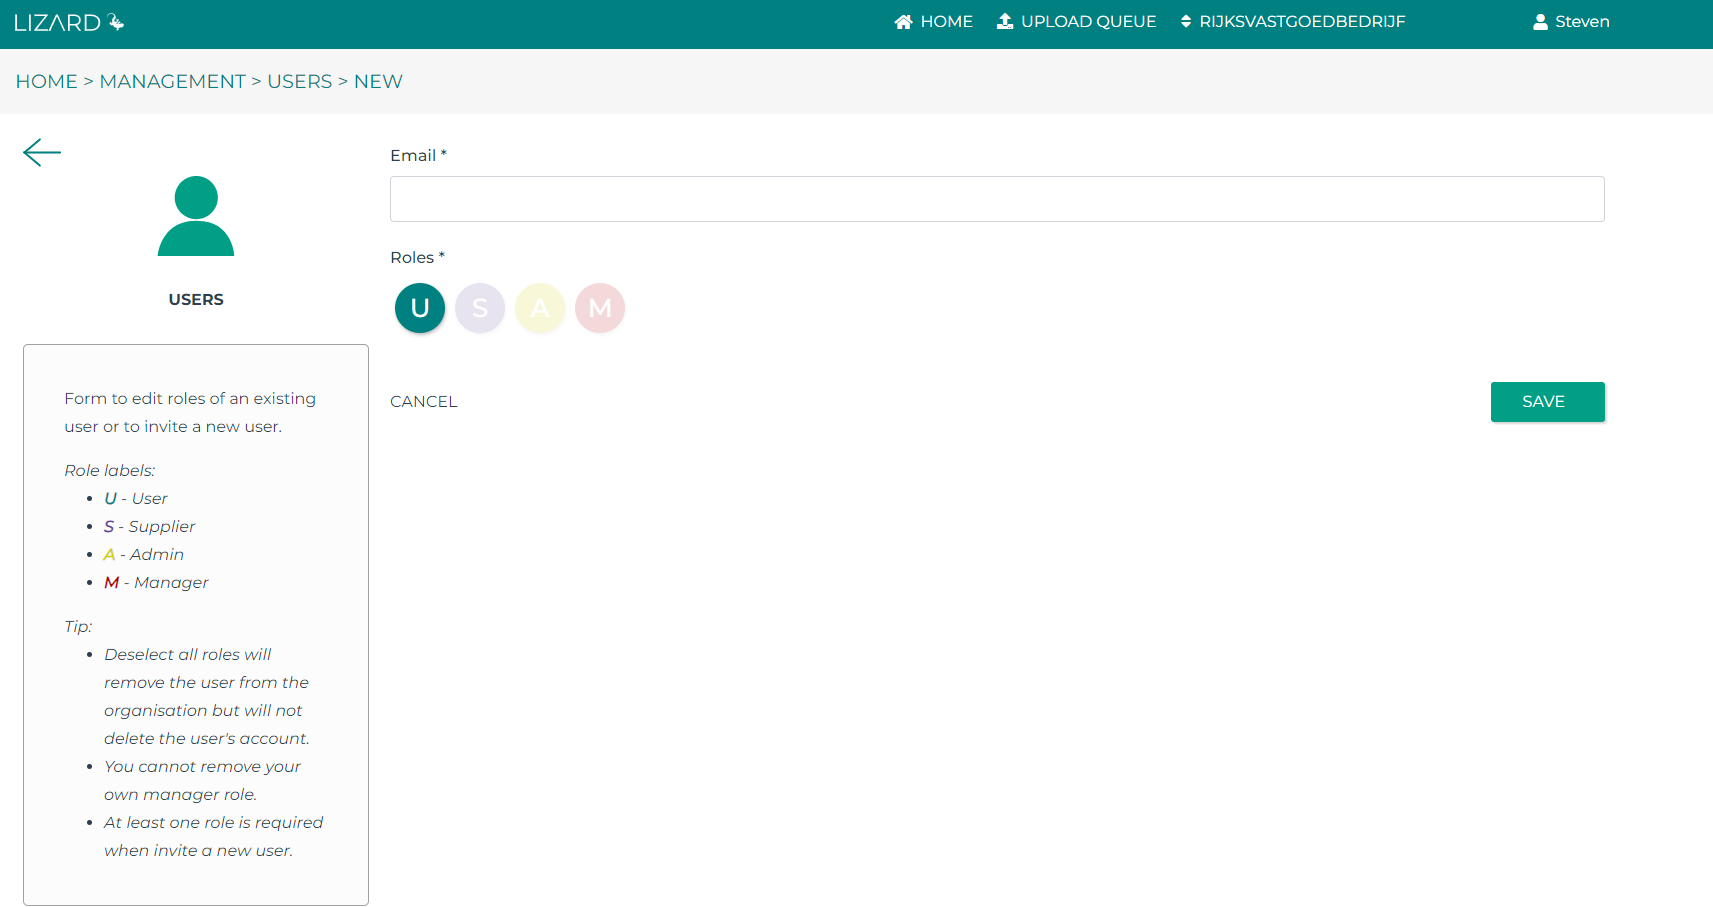 LIZARD
HOME
UPLOAD QUEUE
RIJKSVASTGOEDBEDRIJF
Steven
HOME > MANAGEMENT > USERS > NEW
USERS
Form to edit roles of an existing
user or to invite a new user.
Role labels:
U - User
S - Supplier
A - Admin
M - Manager
Tip:
Deselect all roles will
remove the user from the
organisation but will not
delete the user's account.
You cannot remove your
own manager role.
At least one role is required
when invite a new user.
Email *
Roles *
U S A M
CANCEL
SAVE